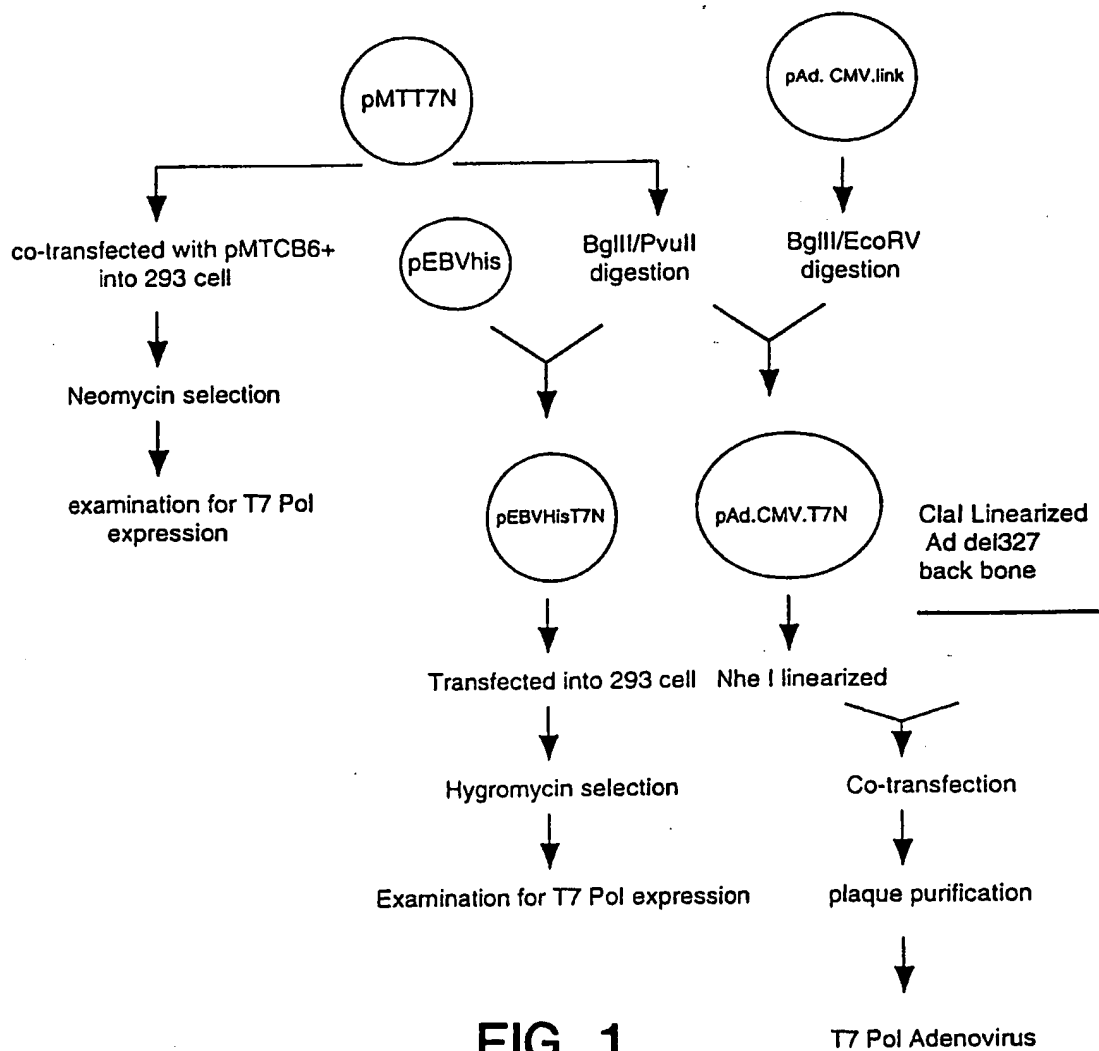 pMTT7N
pAd. CMV.link
co-transfected with pMTCB6+
into 293 cell
pEBVhis
BglII/PvuII
digestion
BglII/EcoRV
digestion
Neomycin selection
examination for T7 Pol
expression
pEBVHisT7N
pAd.CMV.T7N
ClaI Linearized
Ad del327
back bone
Transfected into 293 cell
Nhe I linearized
Hygromycin selection
Co-transfection
Examination for T7 Pol expression
plaque purification
FIG. 1
T7 Pol Adenovirus